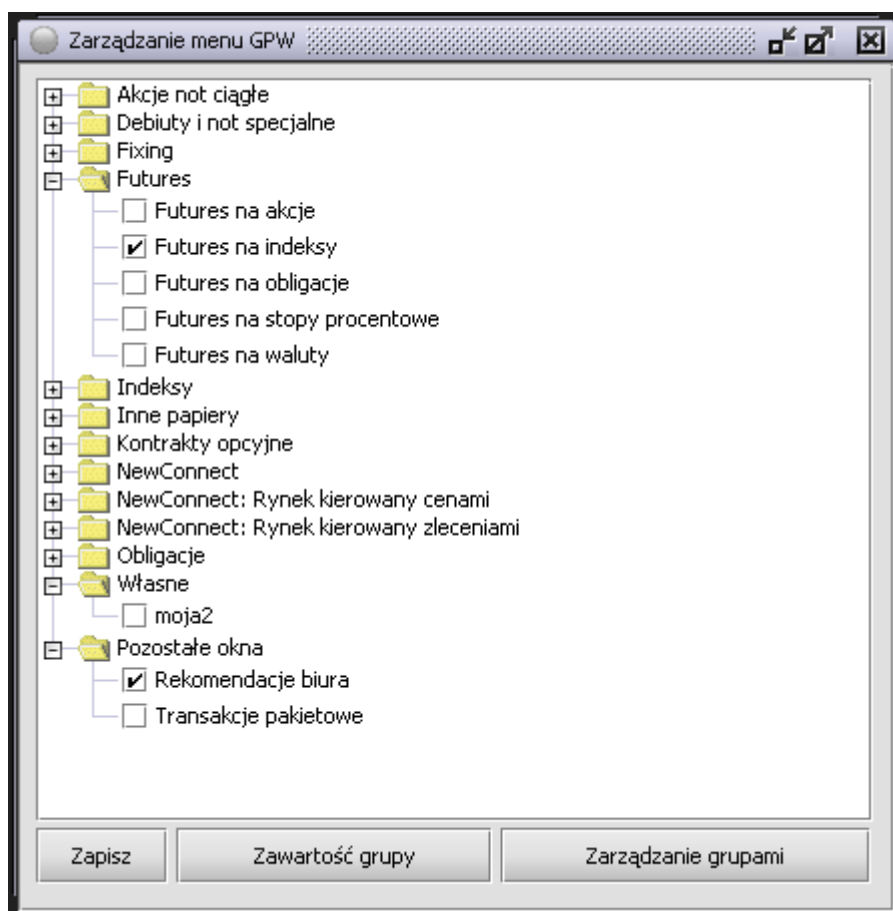 Zarządzanie menu GPW
Akcje not ciągłe
Debiuty i not specjalne
Fixing
Futures
Futures na akcje
Futures na indeksy
Futures na obligacje
Futures na stopy procentowe
Futures na waluty
Indeksy
Inne papiery
Kontrakty opcyjne
NewConnect
NewConnect: Rynek kierowany cenami
NewConnect: Rynek kierowany zleceniami
Obligacje
Własne
moja2
Pozostałe okna
Rekomendacje biura
Transakcje pakietowe
Zapisz Zawartość grupy Zarządzanie grupami